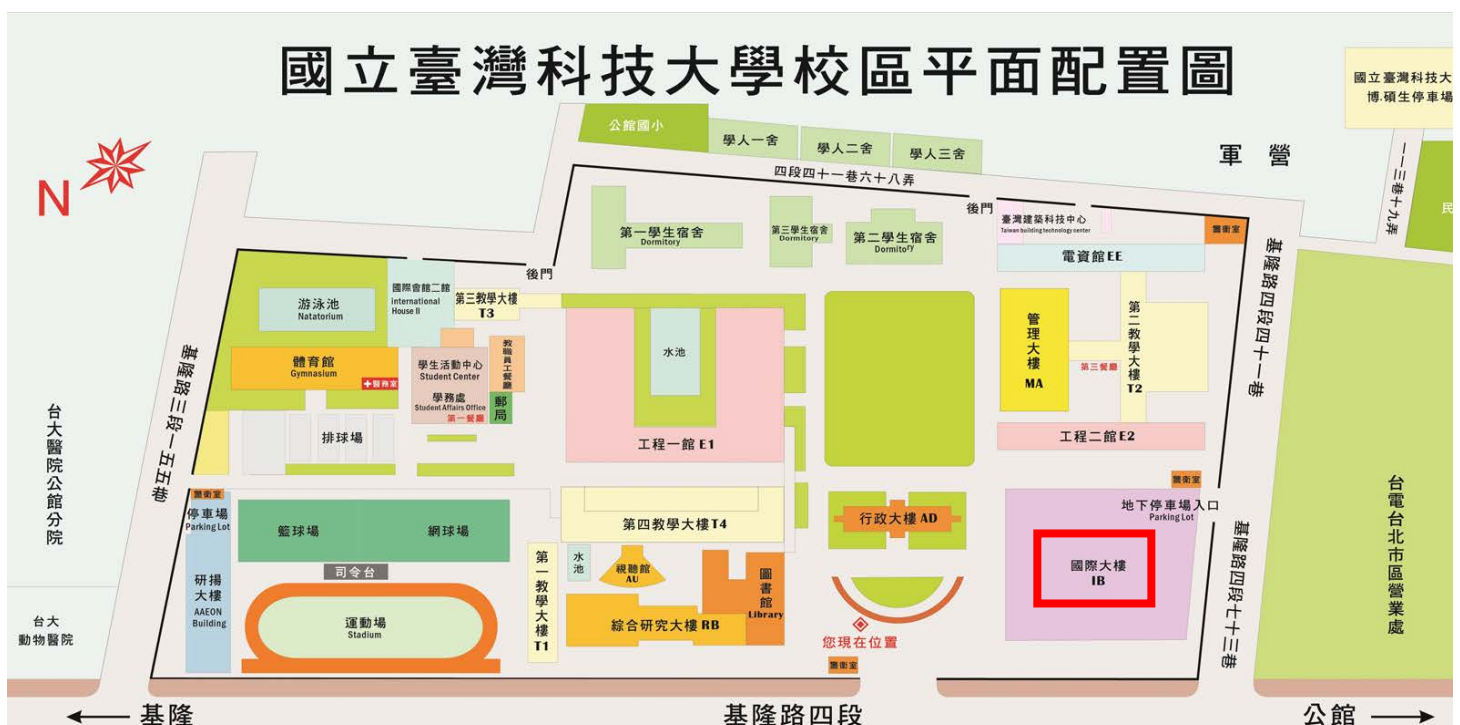 國立臺灣科技大學校區平面配置圖
國立臺灣科技大
博.碩生停車場
N
公館國小
學人一舍
學人二舍
學人三舍
軍營
一一三巷十九弄
民
四段四十一巷六十八弄
後門
第一學生宿舍
Dormitory
第三學生宿舍
Dormitory
第二學生宿舍
Dormitory
後門
臺灣建築科技中心
Taiwan building technology center
警衛室
電資館 EE
基隆路四段四十一巷
游泳池
Natatorium
國際會館二館
international
House II
第三教學大樓
T3
體育館
Gymnasium
醫務室
學生活動中心
Student Center
學務處
Student Affairs Office
第一餐廳
教職員工餐廳
郵局
水池
工程一館 E1
管理大樓
MA
第三餐廳
第二教學大樓
T2
工程二館 E2
基隆路三段一五五巷
台大醫院公館分院
排球場
警衛室
停車場
Parking Lot
籃球場
網球場
司令台
研揚
大樓
AAEON
Building
運動場
Stadium
台大
動物醫院
第四教學大樓 T4
第一教學大樓
T1
水池
視聽館
AU
圖書館
Library
綜合研究大樓 RB
行政大樓 AD
您現在位置
警衛室
警衛室
地下停車場入口
Parking Lot
國際大樓
IB
基隆路四段七十三巷
台電台北市區營業處
基隆
基隆路四段
公館